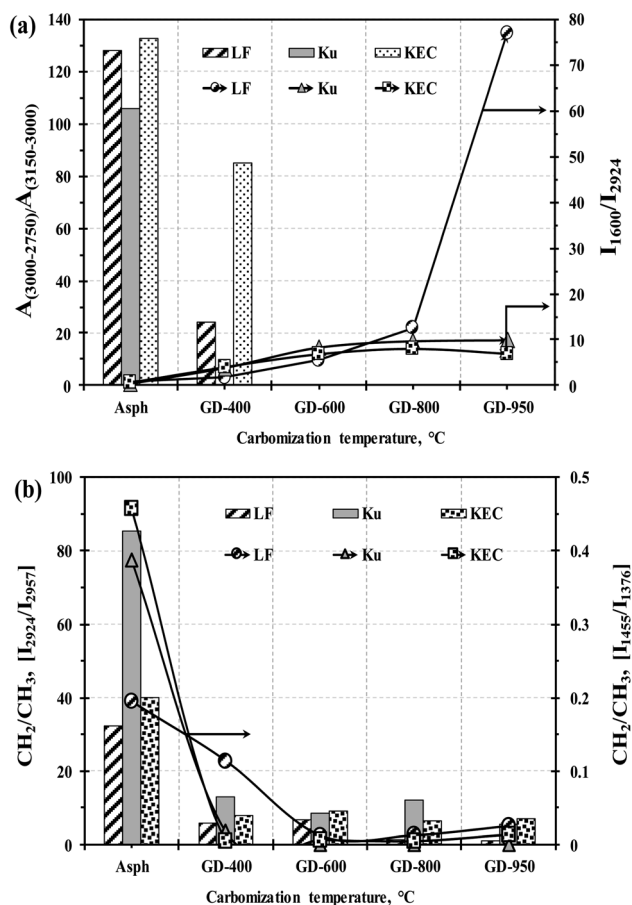 (a)
140
120
100
80
60
40
20
0
A(3000-2750)/A(3150-3000)
LF Ku KEC
LF Ku KEC
80
70
60
50
40
30
20
10
0
I1600/I2924
Asph GD-400 GD-600 GD-800 GD-950
Carbomization temperature, °C
(b)
100
80
60
40
20
0
CH2/CH3, [I2924/I2957]
LF Ku KEC
LF Ku KEC
0.5
0.4
0.3
0.2
0.1
0
CH2/CH3, [I1455/I1376]
Asph GD-400 GD-600 GD-800 GD-950
Carbomization temperature, °C